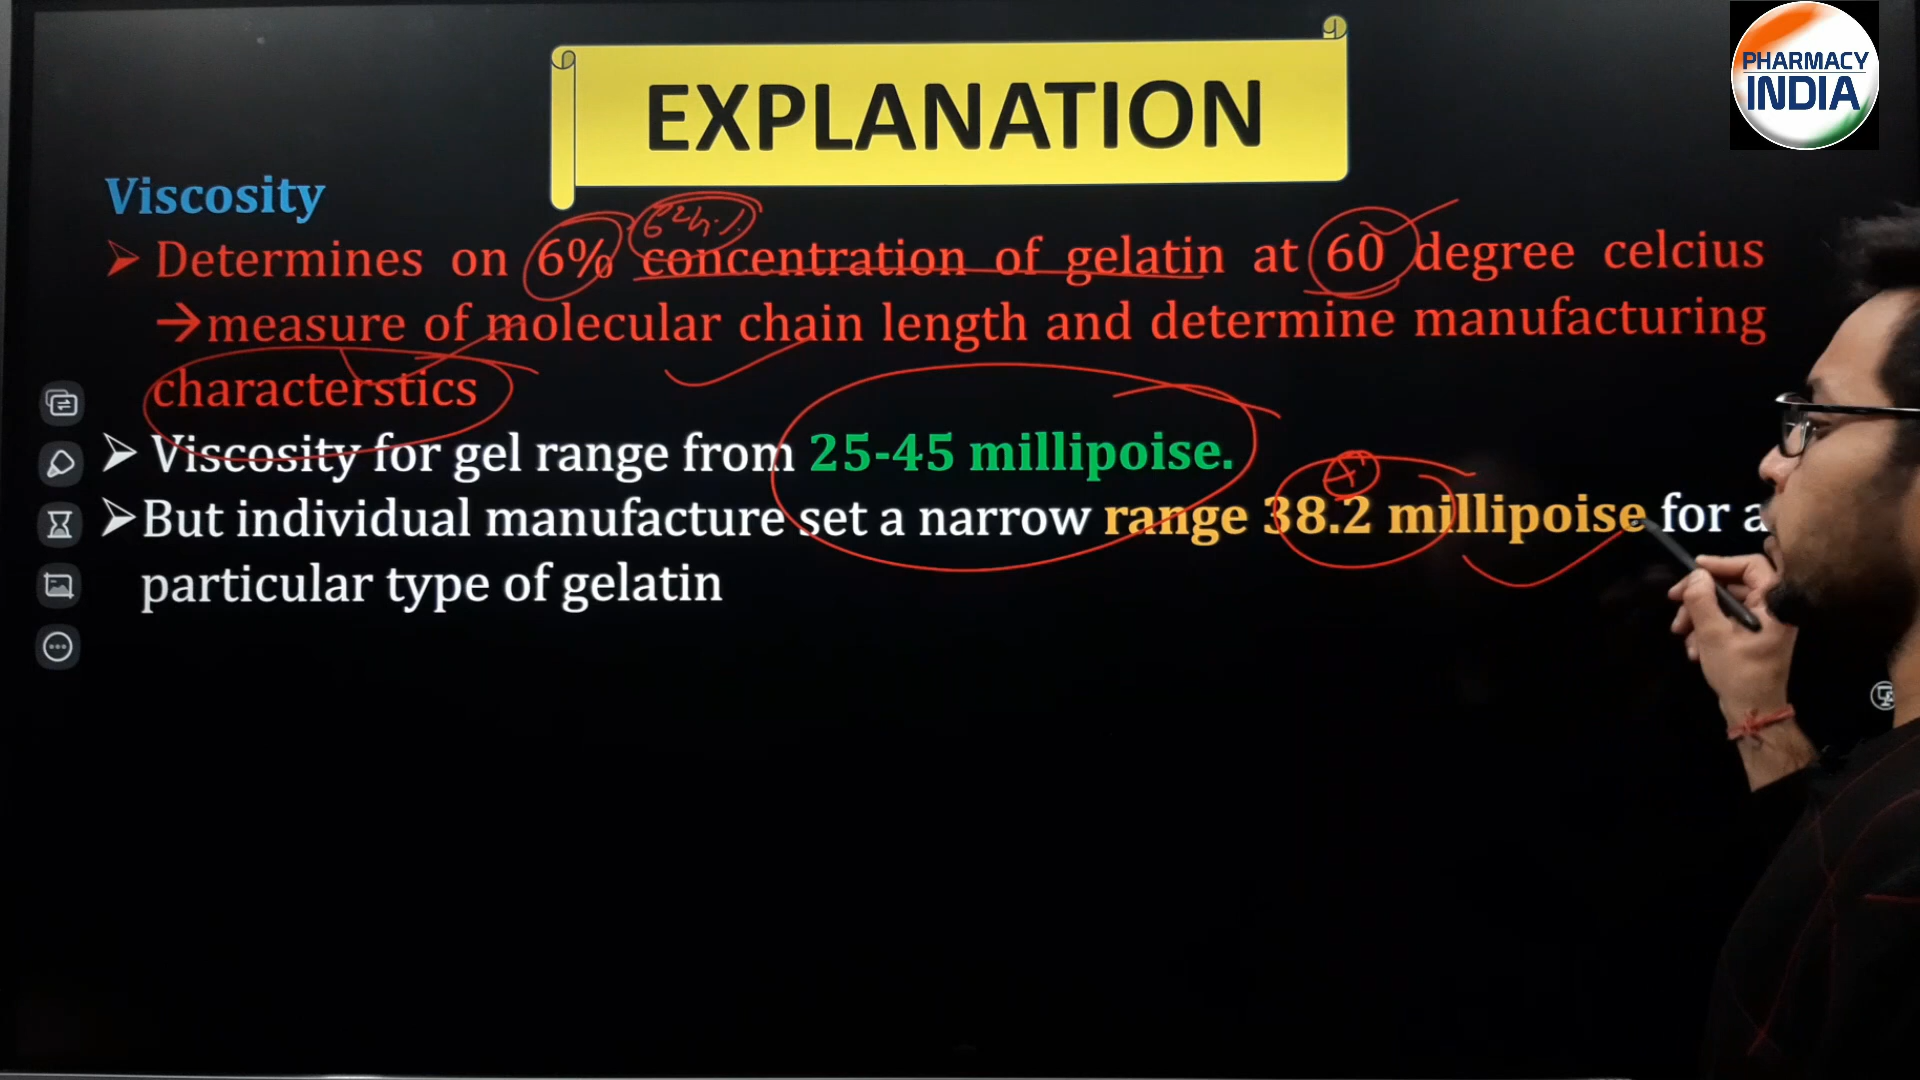 PHARMACY
INDIA
EXPLANATION
Viscosity
➤ Determines on 6% concentration of gelatin at 60 degree celcius
→measure of molecular chain length and determine manufacturing
characterstics
➤ Viscosity for gel range from 25-45 millipoise.
➤But individual manufacture set a narrow range 38.2 millipoise for a
particular type of gelatin